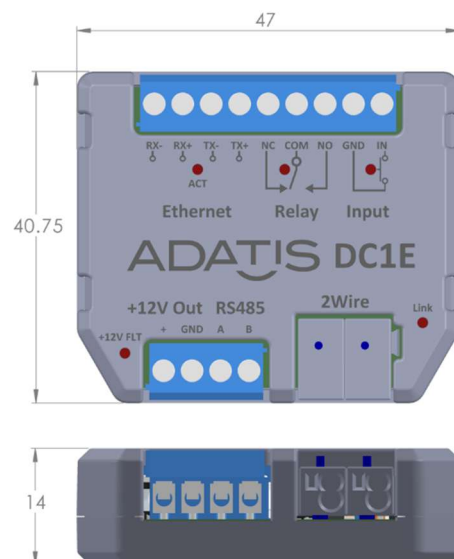 47
40.75
RX- RX+ TX- TX+ NC COM NO GND IN
ACT
Ethernet Relay Input
ADATIS DC1E
+12V Out RS485 2Wire Link
+12V FLT + GND A B
14